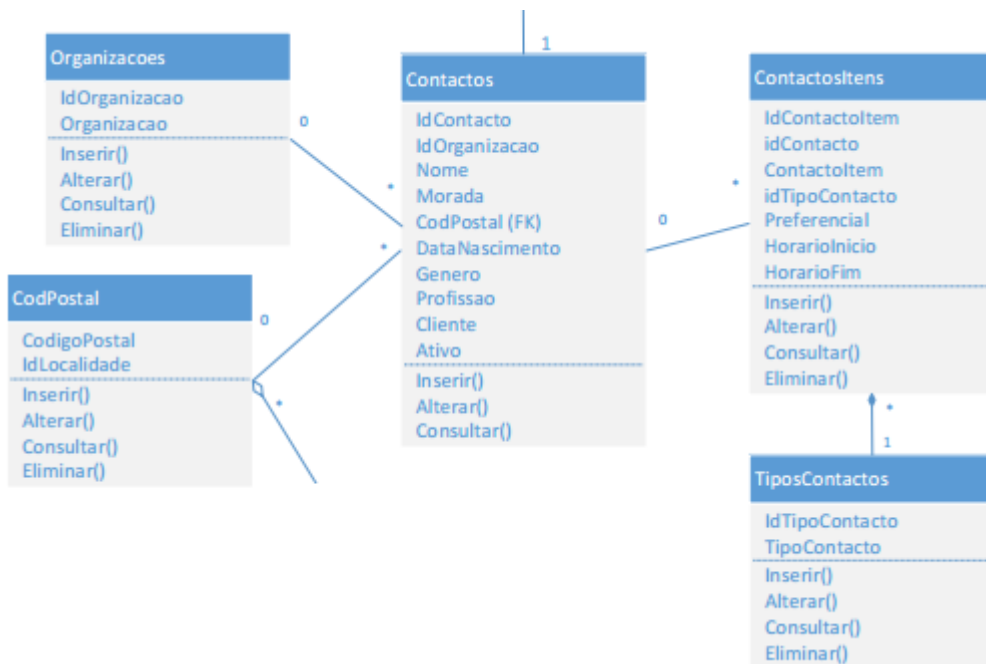 Organizacoes
IdOrganizacao
Organizacao
Inserir()
Alterar()
Consultar()
Eliminar()
0
*
1
Contactos
IdContacto
IdOrganizacao
Nome
Morada
CodPostal (FK)
DataNascimento
Genero
Profissao
Cliente
Ativo
Inserir()
Alterar()
Consultar()
ContactosItens
IdContactoItem
idContacto
ContactoItem
idTipoContacto
Preferencial
HorarioInicio
HorarioFim
Inserir()
Alterar()
Consultar()
Eliminar()
*
0
CodPostal
CodigoPostal
IdLocalidade
Inserir()
Alterar()
Consultar()
Eliminar()
*
0
*
*
1
TiposContactos
IdTipoContacto
TipoContacto
Inserir()
Alterar()
Consultar()
Eliminar()